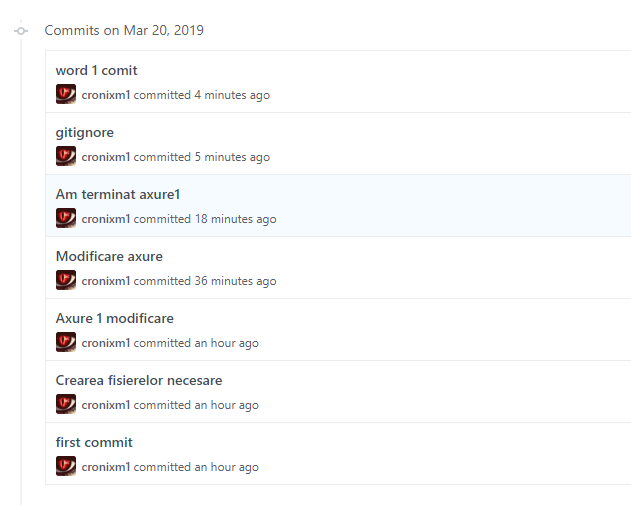 Commits on Mar 20, 2019
word 1 comit
cronixm1 committed 4 minutes ago
gitignore
cronixm1 committed 5 minutes ago
Am terminat axure1
cronixm1 committed 18 minutes ago
Modificare axure
cronixm1 committed 36 minutes ago
Axure 1 modificare
cronixm1 committed an hour ago
Crearea fisierelor necesare
cronixm1 committed an hour ago
first commit
cronixm1 committed an hour ago